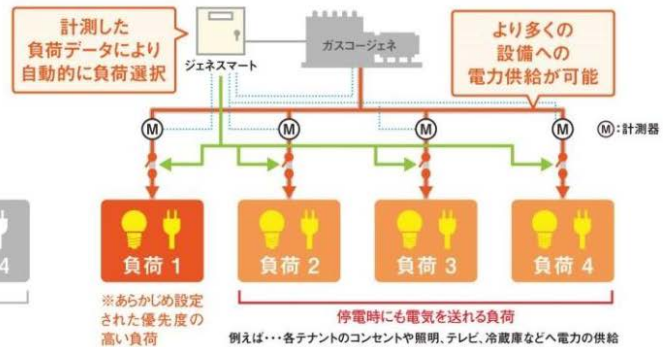 計測した
負荷データにより
自動的に負荷選択
ジェネスマート
ガスコージェネ
より多くの
設備への
電力供給が可能
M
M
M
M
Ⓜ:計測器
4
負荷 1
負荷 2
負荷 3
負荷 4
※あらかじめ設定
された優先度の
高い負荷
停電時にも電気を送れる負荷
例えば・・・各テナントのコンセントや照明、テレビ、冷蔵庫などへ電力の供給